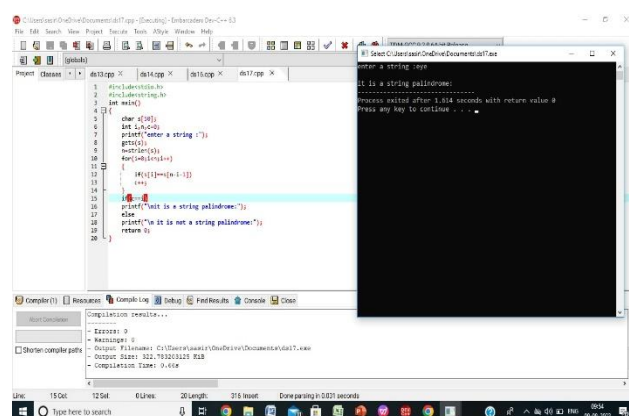 C:\Users\sasir\OneDrive\Documents\ds17.cpp - [Executing] - Embarcadero Dev-C++ 6.3
File Edit Search View Project Execute Tools AStyle Window Help
(globals)
Project Classes
ds13.cpp ds14.cpp ds15.cpp ds17.cpp
1 #include<stdio.h>
2 #include<string.h>
3 int main()
4 {
5 char s[50];
6 int i,n,c=0;
7 printf("enter a string :");
8 gets(s);
9 n=strlen(s);
10 for(i=0;i<n;i++)
11 {
12 if(s[i]==s[n-i-1])
13 c++;
14 }
15 if(c==i)
16 printf("\nit is a string palindrome:");
17 else
18 printf("\n it is not a string palindrome:");
19 return 0;
20 }
Select C:\Users\sasir\OneDrive\Documents\ds17.exe
enter a string :eye
it is a string palindrome:
--------------------------------
Process exited after 1.614 seconds with return value 0
Press any key to continue . . .
Compiler (1) Resources Compile Log Debug Find Results Console Close
Abort Compilation
Shorten compiler paths
Compilation results...
--------
- Errors: 0
- Warnings: 0
- Output Filename: C:\Users\sasir\OneDrive\Documents\ds17.exe
- Output Size: 322.783203125 KiB
- Compilation Time: 0.66s
Line: 15 Col: 12 Sel: 0 Lines: 20 Length: 316 Insert Done parsing in 0.031 seconds
Type here to search
ENG
09:54